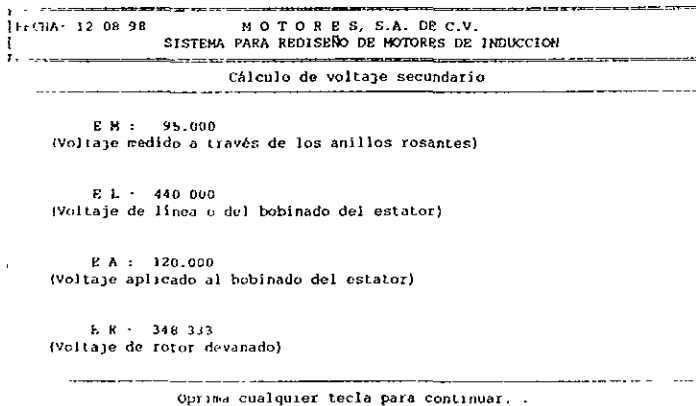 FECHA- 12 08 98 M O T O R E S, S.A. DE C.V.
SISTEMA PARA REDISEÑO DE MOTORES DE INDUCCION
Cálculo de voltaje secundario
E M : 95.000
(Voltaje medido a través de los anillos rosantes)
E L - 440 000
(Voltaje de línea o del bobinado del estator)
E A : 120.000
(Voltaje aplicado al bobinado del estator)
E R - 348 333
(Voltaje de rotor devanado)
Oprima cualquier tecla para continuar. .